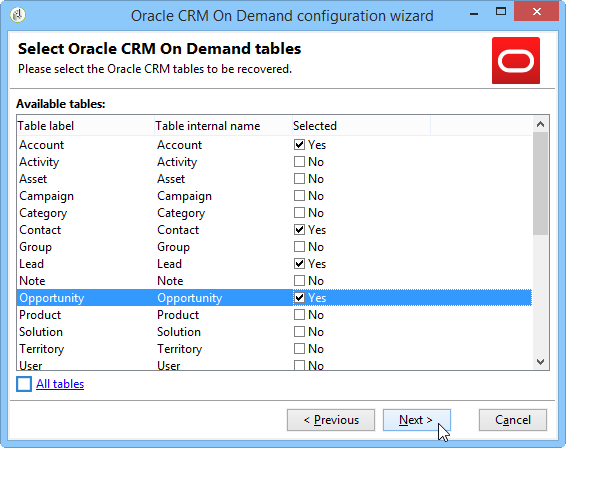 Oracle CRM On Demand configuration wizard
Select Oracle CRM On Demand tables
Please select the Oracle CRM tables to be recovered.
Available tables:
Table label Table internal name Selected
Account Account Yes
Activity Activity No
Asset Asset No
Campaign Campaign No
Category Category No
Contact Contact Yes
Group Group No
Lead Lead Yes
Note Note No
Opportunity Opportunity Yes
Product Product No
Solution Solution No
Territory Territory No
User User No
All tables
< Previous Next > Cancel